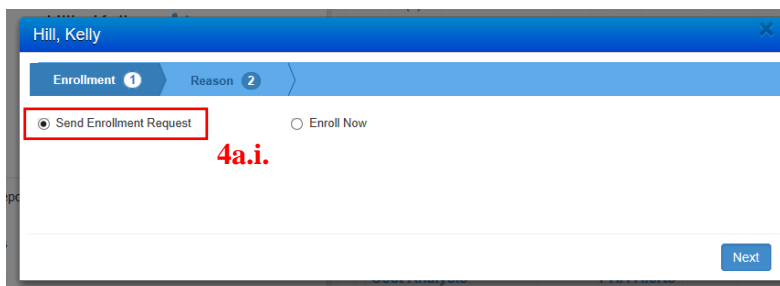 Hill, Kelly
Enrollment 1 Reason 2
Send Enrollment Request Enroll Now
4a.i.
Next